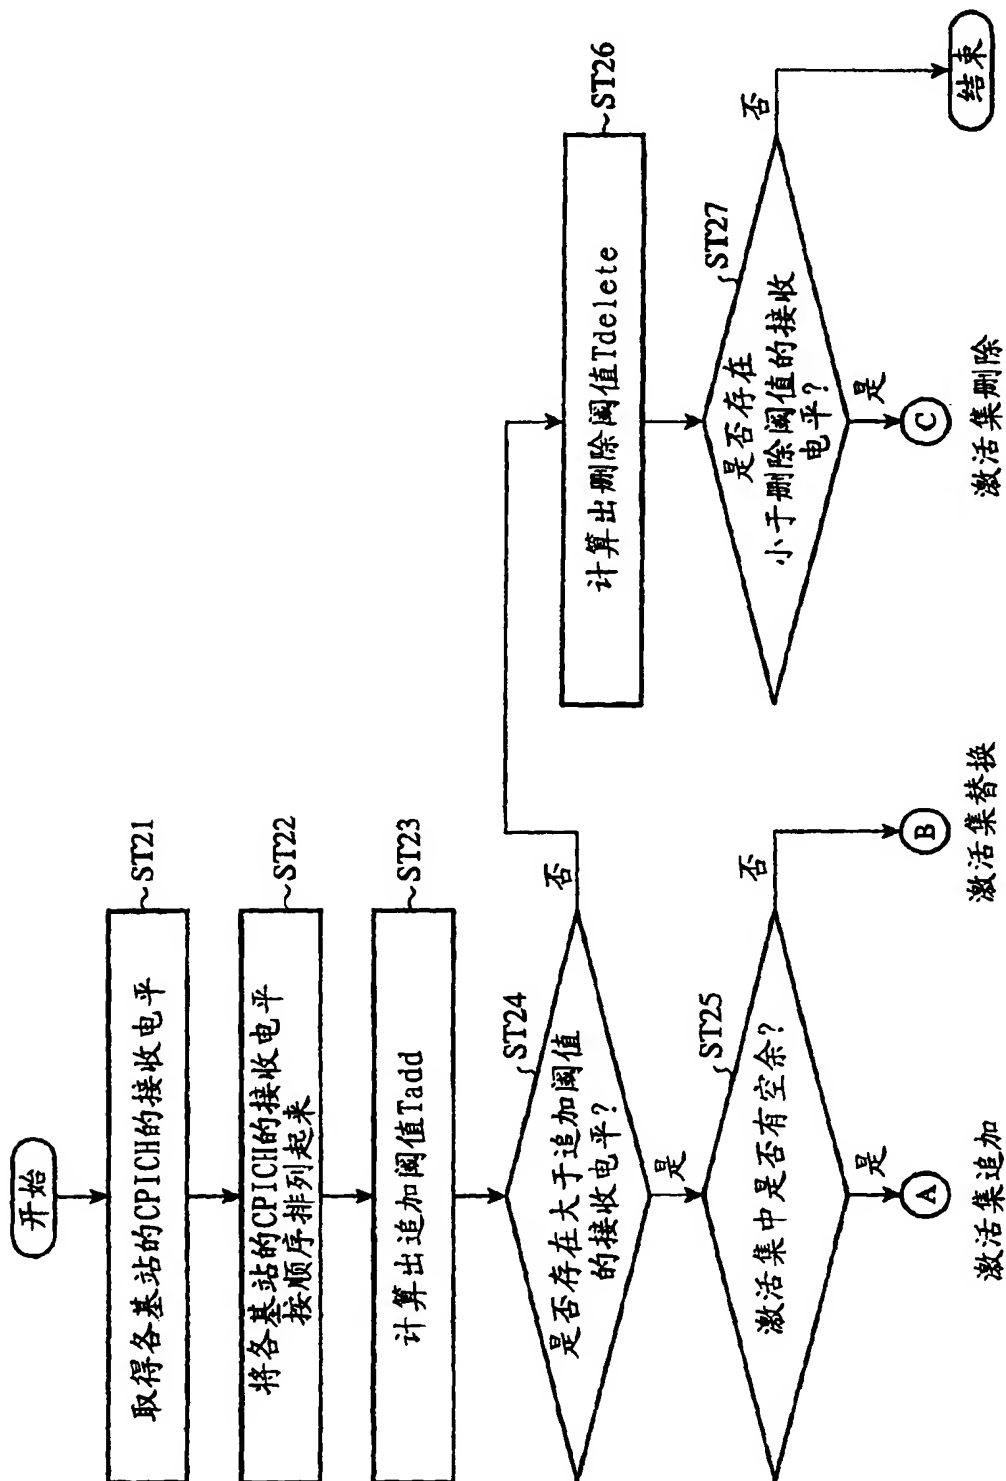 开始
取得各基站的CPICH的接收电平
~ST21
将各基站的CPICH的接收电平
按顺序排列起来
~ST22
计算出追加阈值Tadd
~ST23
是否存在大于追加阈值
的接收电平？
ST24
否
是
激活集中是否有空余？
ST25
否
是
A
激活集追加
B
激活集替换
计算出删除阈值Tdelete
~ST26
是否存在
小于删除阈值的接收
电平？
ST27
否
是
C
激活集删除
结束